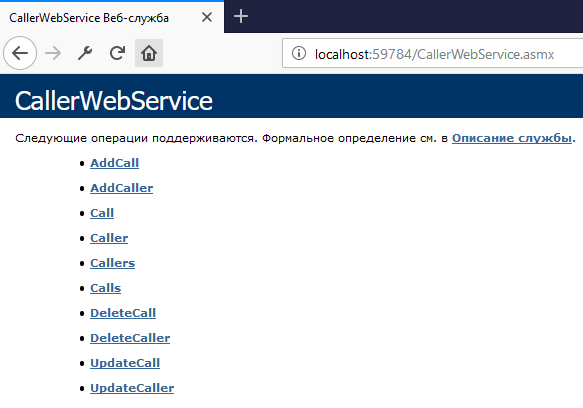 CallerWebService Веб-служба
localhost:59784/CallerWebService.asmx
CallerWebService
Следующие операции поддерживаются. Формальное определение см. в Описание службы.
AddCall
AddCaller
Call
Caller
Callers
Calls
DeleteCall
DeleteCaller
UpdateCall
UpdateCaller